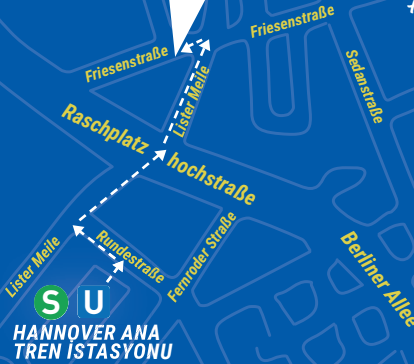 Friesenstraße
Friesenstraße
Sedanstraße
Lister Meile
Raschplatz
hochstraße
Lister Meile
Rundestraße
Fernroder Straße
Berliner Allee
S U
HANNOVER ANA
TREN İSTASYONU